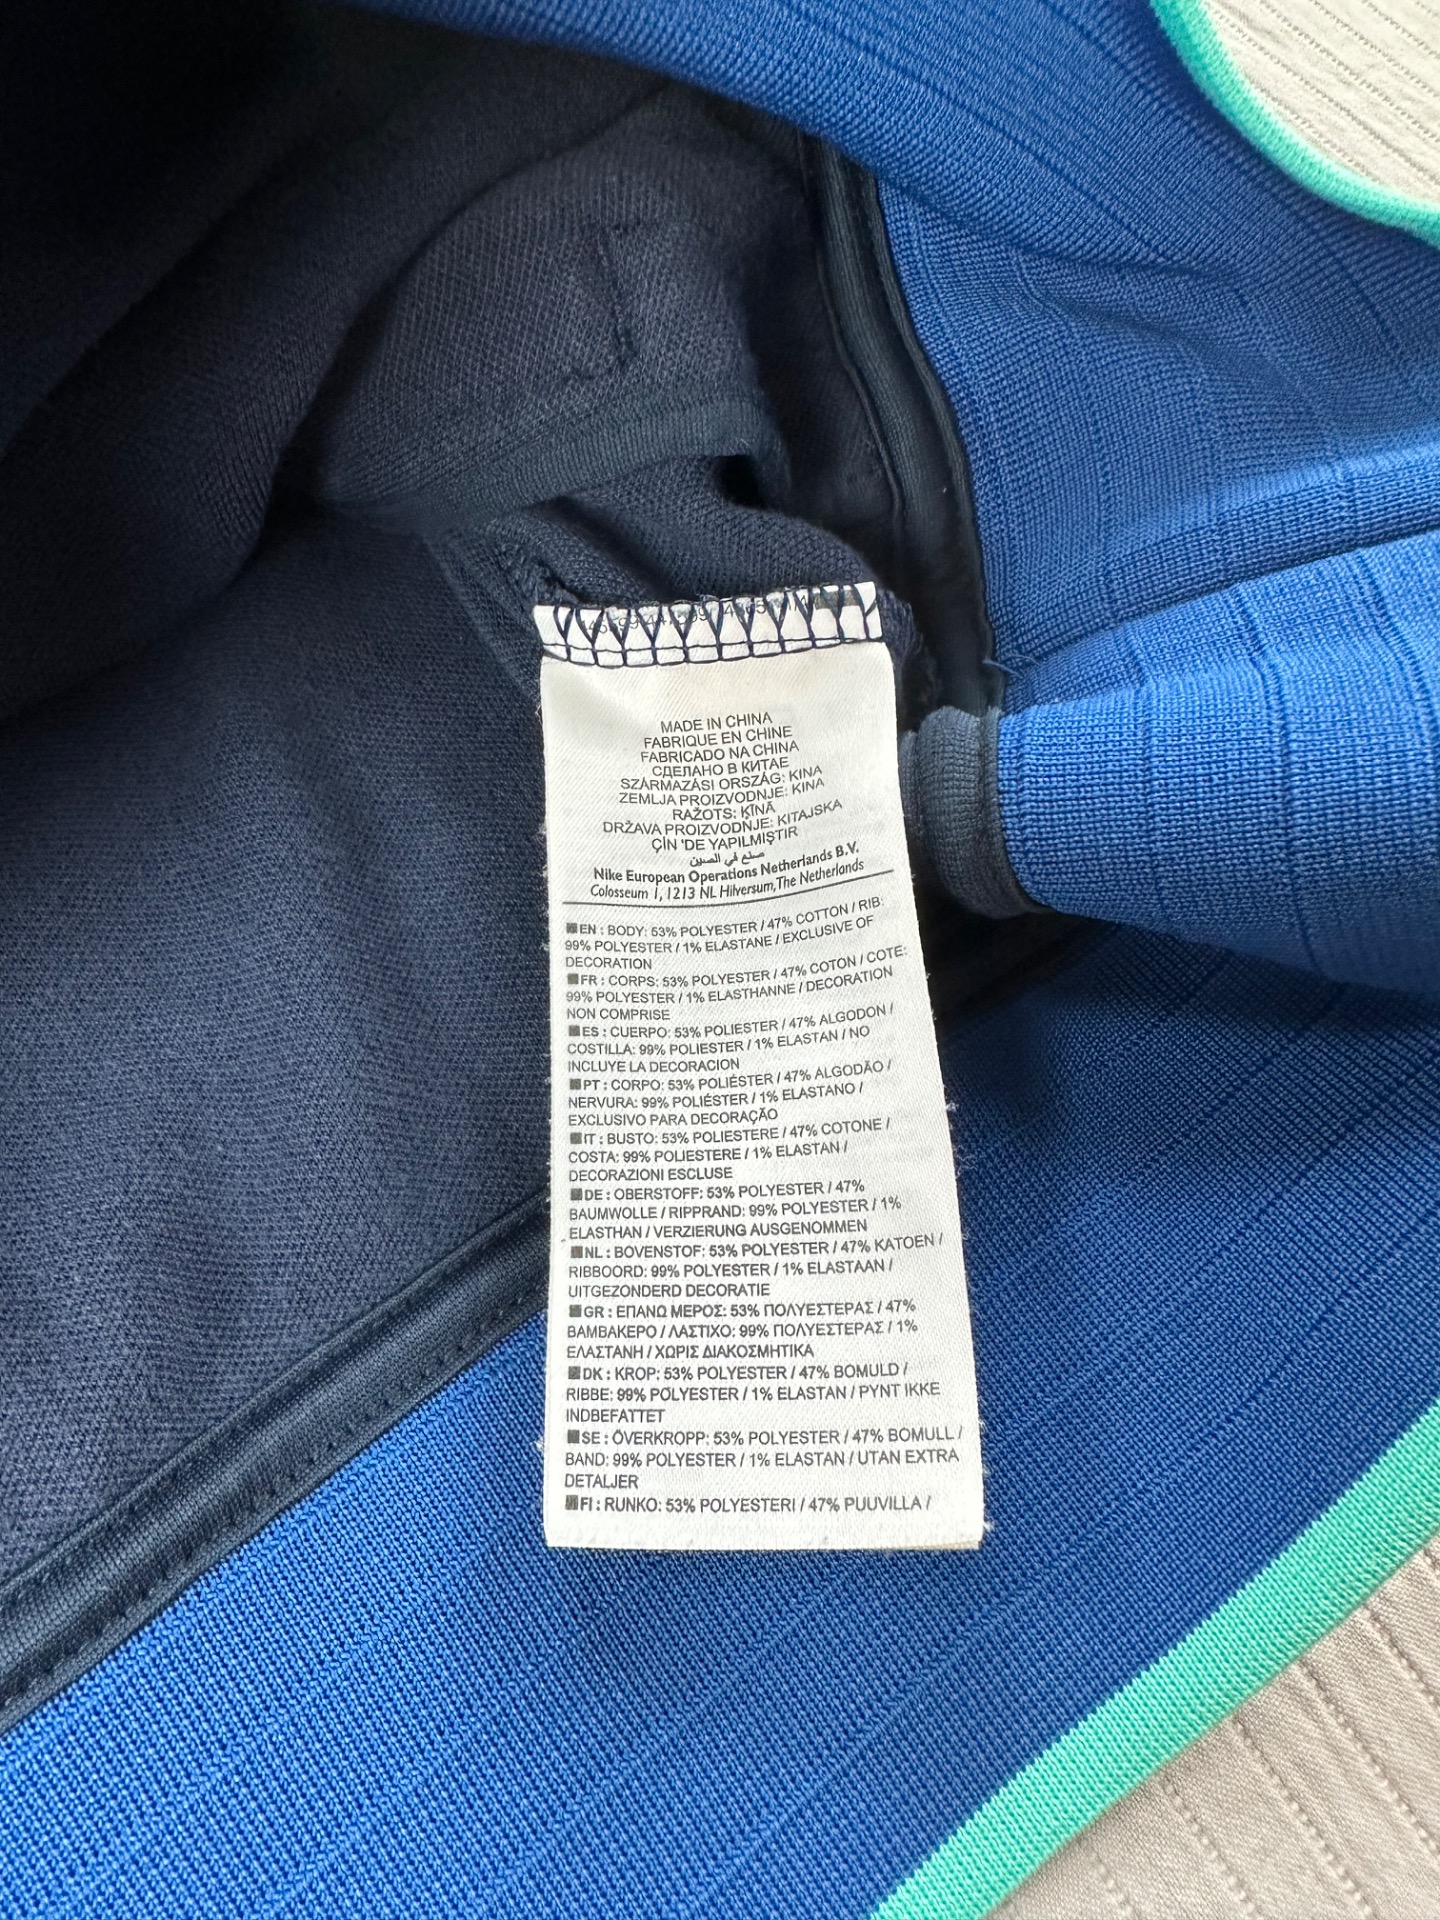 MADE IN CHINA
FABRIQUE EN CHINE
FABRICADO NA CHINA
СДЕЛАНО В КИТАЕ
SZÁRMAZÁSI ORSZÁG: KINA
ZEMLJA PROIZVODNJE: KINA
RAŽOTS: ĶĪNĀ
DRŽAVA PROIZVODNJE: KITAJSKA
ÇİN 'DE YAPILMIŞTIR
صنع في الصين
Nike European Operations Netherlands B.V.
Colosseum 1, 1213 NL Hilversum, The Netherlands
EN : BODY: 53% POLYESTER / 47% COTTON / RIB:
99% POLYESTER / 1% ELASTANE / EXCLUSIVE OF
DECORATION
FR : CORPS: 53% POLYESTER / 47% COTON / COTE:
99% POLYESTER / 1% ELASTHANNE / DECORATION
NON COMPRISE
ES : CUERPO: 53% POLIESTER / 47% ALGODON /
COSTILLA: 99% POLIESTER / 1% ELASTAN / NO
INCLUYE LA DECORACION
PT : CORPO: 53% POLIÉSTER / 47% ALGODÃO /
NERVURA: 99% POLIÉSTER / 1% ELASTANO /
EXCLUSIVO PARA DECORAÇÃO
IT : BUSTO: 53% POLIESTERE / 47% COTONE /
COSTA: 99% POLIESTERE / 1% ELASTAN /
DECORAZIONI ESCLUSE
DE : OBERSTOFF: 53% POLYESTER / 47%
BAUMWOLLE / RIPPRAND: 99% POLYESTER / 1%
ELASTHAN / VERZIERUNG AUSGENOMMEN
NL : BOVENSTOF: 53% POLYESTER / 47% KATOEN /
RIBBOORD: 99% POLYESTER / 1% ELASTAAN /
UITGEZONDERD DECORATIE
GR : ΕΠΑΝΩ ΜΕΡΟΣ: 53% ΠΟΛΥΕΣΤΕΡΑΣ / 47%
ΒΑΜΒΑΚΕΡΟ / ΛΑΣΤΙΧΟ: 99% ΠΟΛΥΕΣΤΕΡΑΣ / 1%
ΕΛΑΣΤΑΝΗ / ΧΩΡΙΣ ΔΙΑΚΟΣΜΗΤΙΚΑ
DK : KROP: 53% POLYESTER / 47% BOMULD /
RIBBE: 99% POLYESTER / 1% ELASTAN / PYNT IKKE
INDBEFATTET
SE : ÖVERKROPP: 53% POLYESTER / 47% BOMULL /
BAND: 99% POLYESTER / 1% ELASTAN / UTAN EXTRA
DETALJER
FI : RUNKO: 53% POLYESTERI / 47% PUUVILLA /